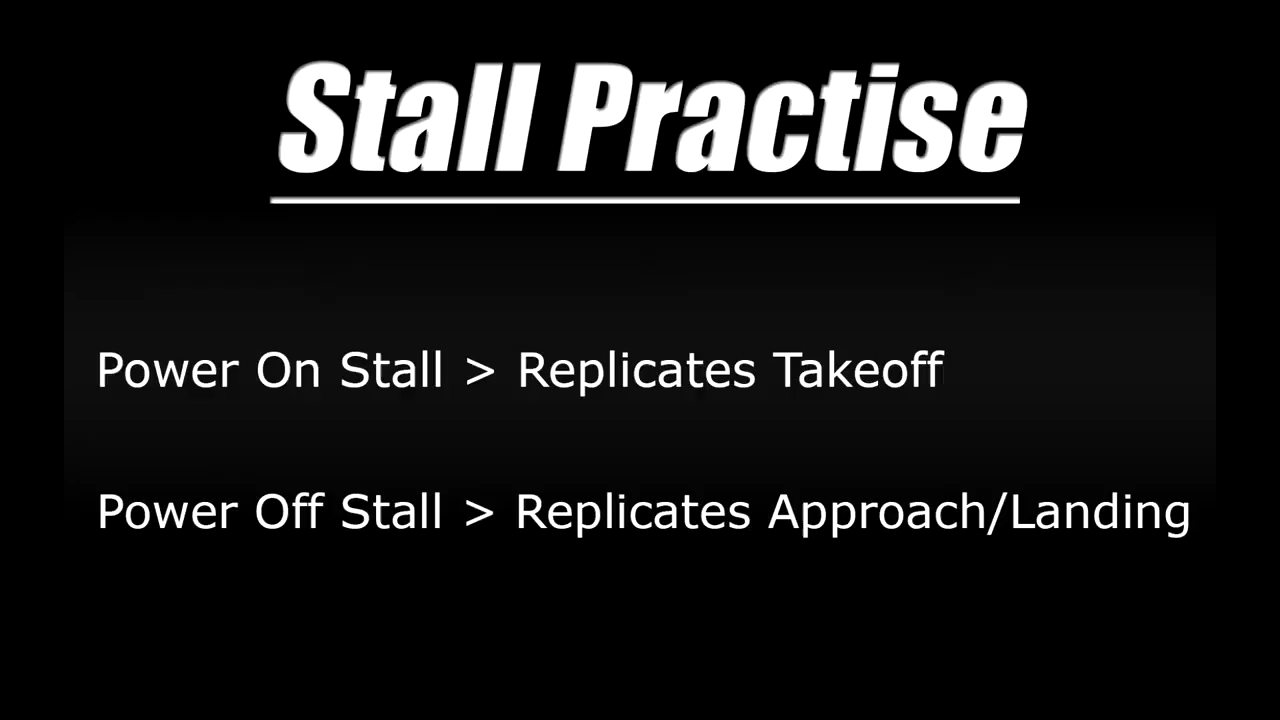 Stall Practise
Power On Stall > Replicates Takeoff
Power Off Stall > Replicates Approach/Landing